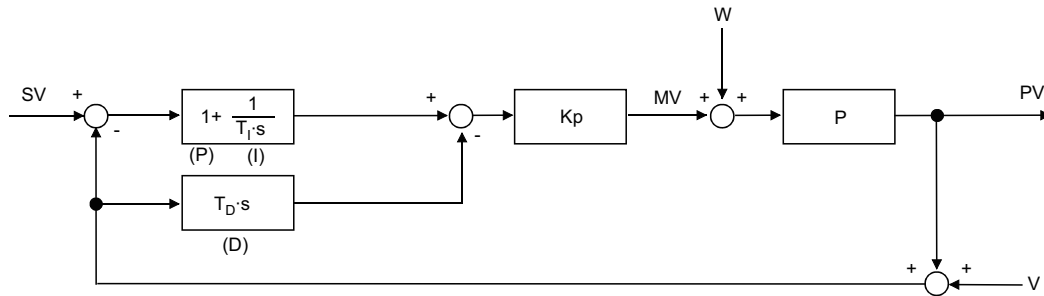 W
SV
+
-
1+ 1
T_I·s
(P) (I)
+
-
Kp
MV
+
+
P
PV
T_D·s
(D)
+
+
V